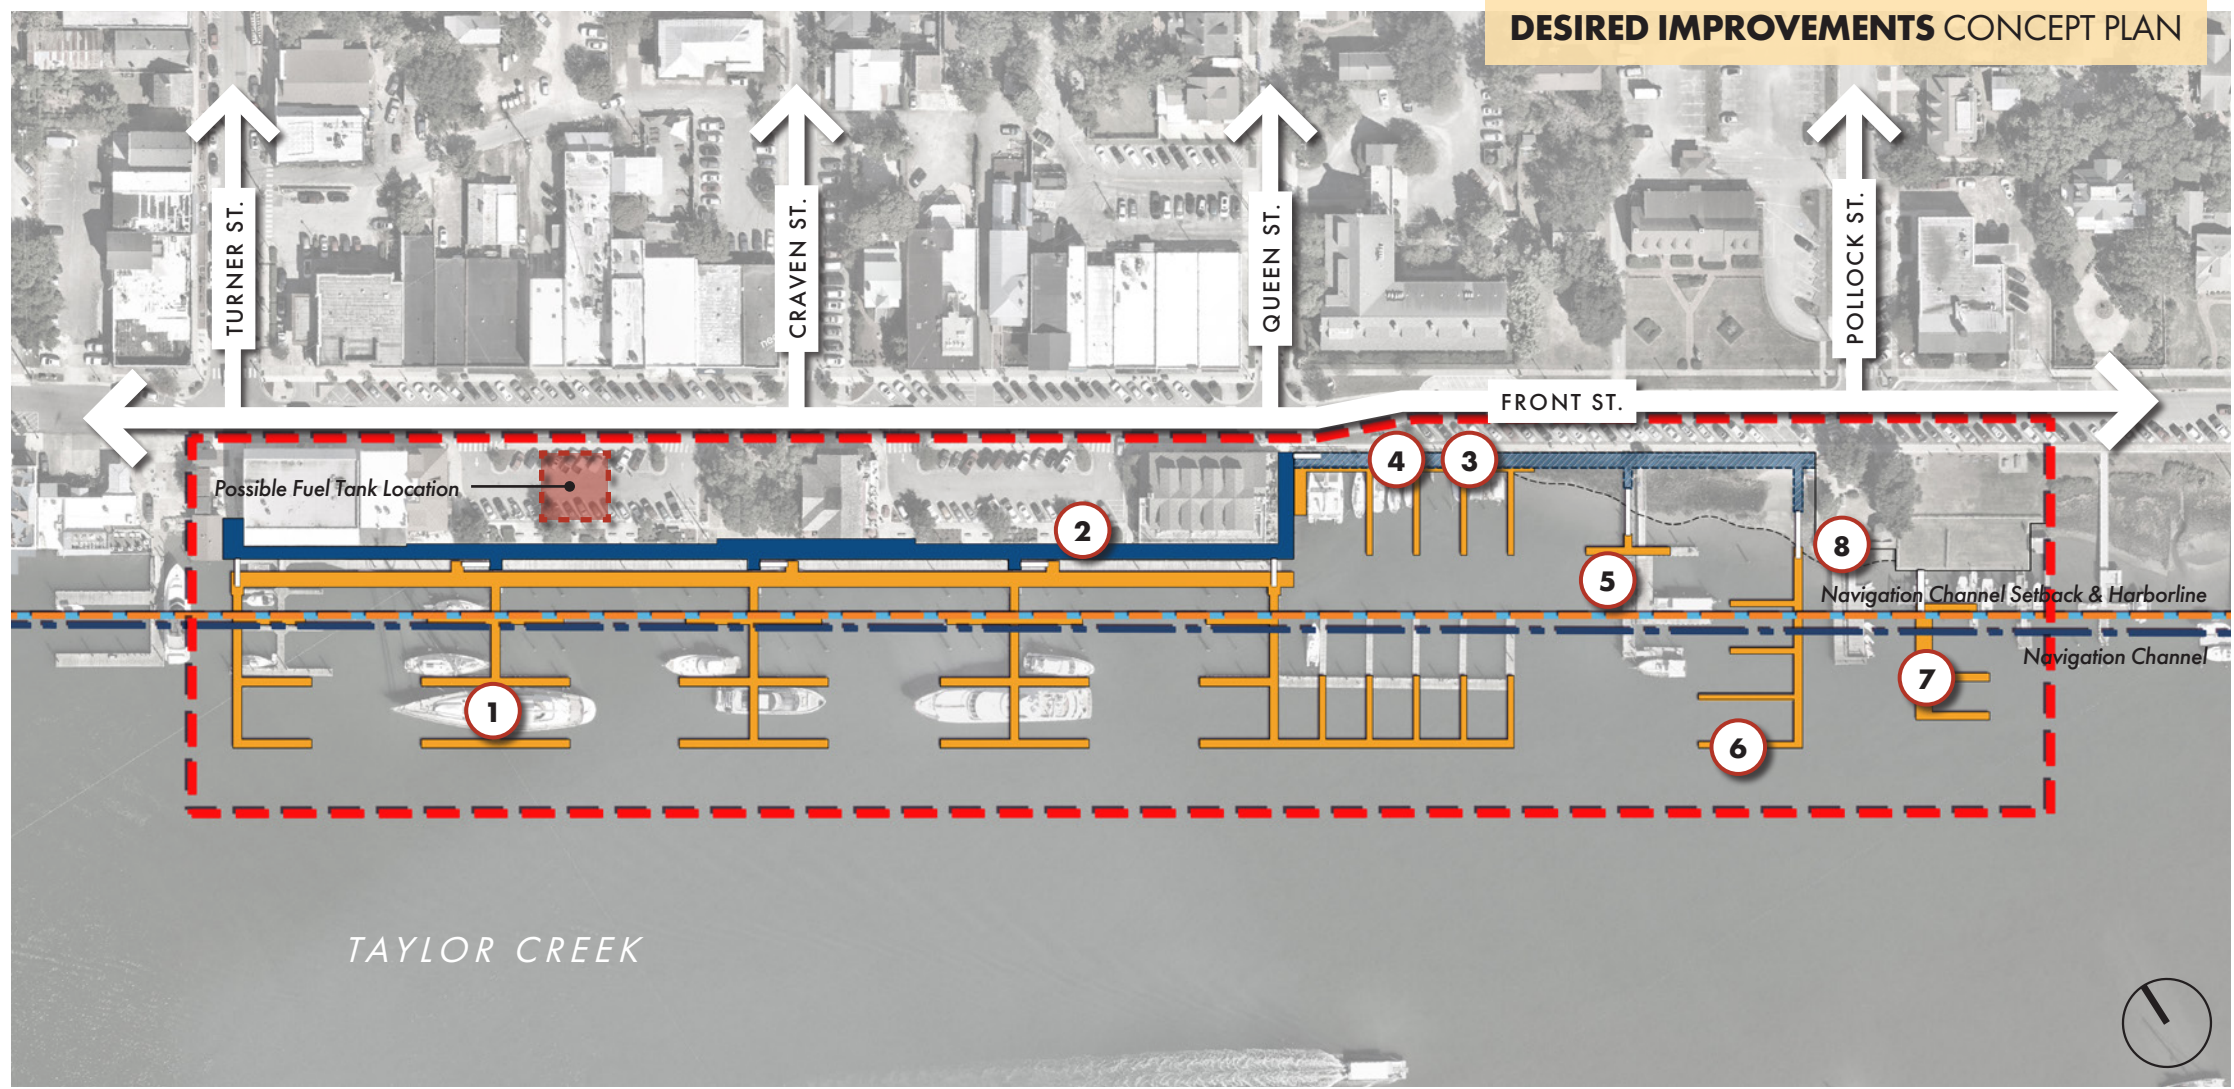 DESIRED IMPROVEMENTS CONCEPT PLAN
TURNER ST.
CRAVEN ST.
QUEEN ST.
POLLOCK ST.
FRONT ST.
4
3
Possible Fuel Tank Location
2
8
5
Navigation Channel Setback & Harborline
Navigation Channel
7
1
6
TAYLOR CREEK